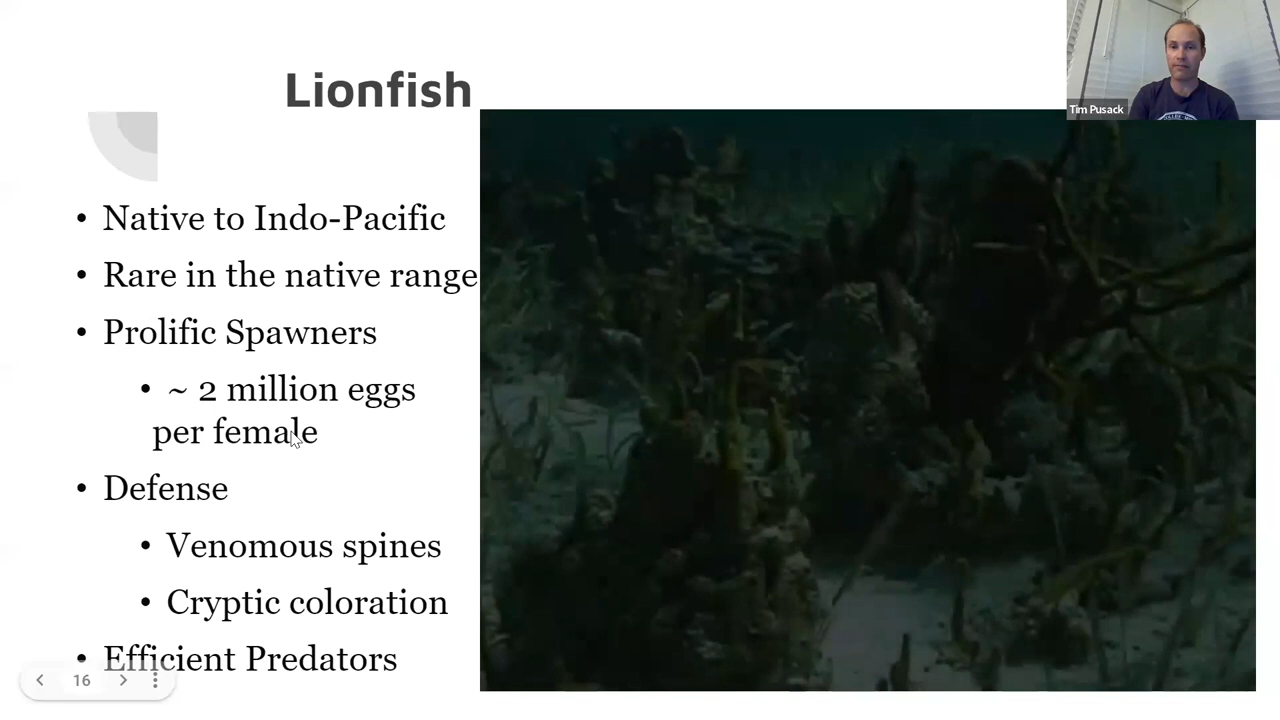 Lionfish
Tim Pusack
• Native to Indo-Pacific
• Rare in the native range
• Prolific Spawners
• ~ 2 million eggs
per female
• Defense
• Venomous spines
• Cryptic coloration
• Efficient Predators
16